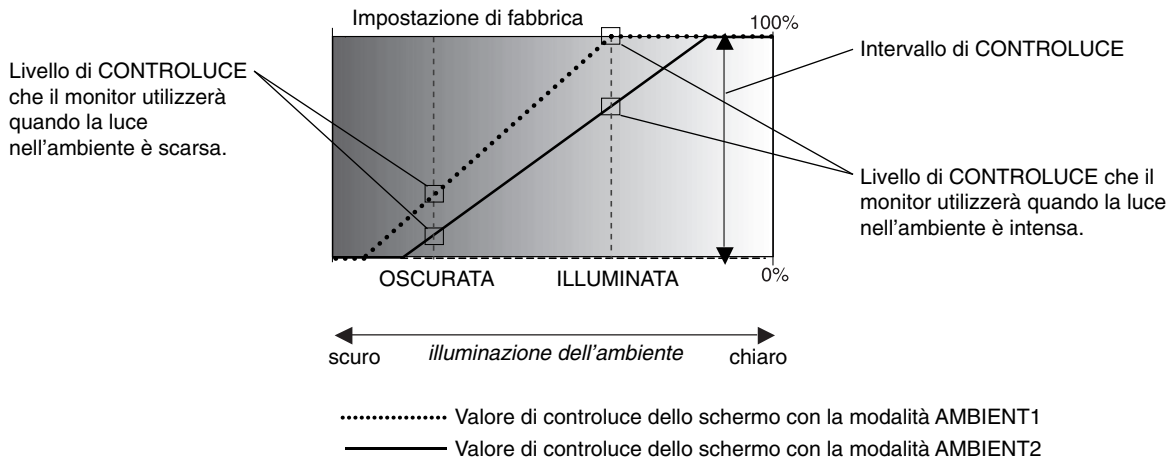 Impostazione di fabbrica
100%
Livello di CONTROLUCE
che il monitor utilizzerà
quando la luce
nell'ambiente è scarsa.
Intervallo di CONTROLUCE
Livello di CONTROLUCE che il
monitor utilizzerà quando la luce
nell'ambiente è intensa.
OSCURATA
ILLUMINATA
0%
scuro
illuminazione dell'ambiente
chiaro
Valore di controluce dello schermo con la modalità AMBIENT1
Valore di controluce dello schermo con la modalità AMBIENT2